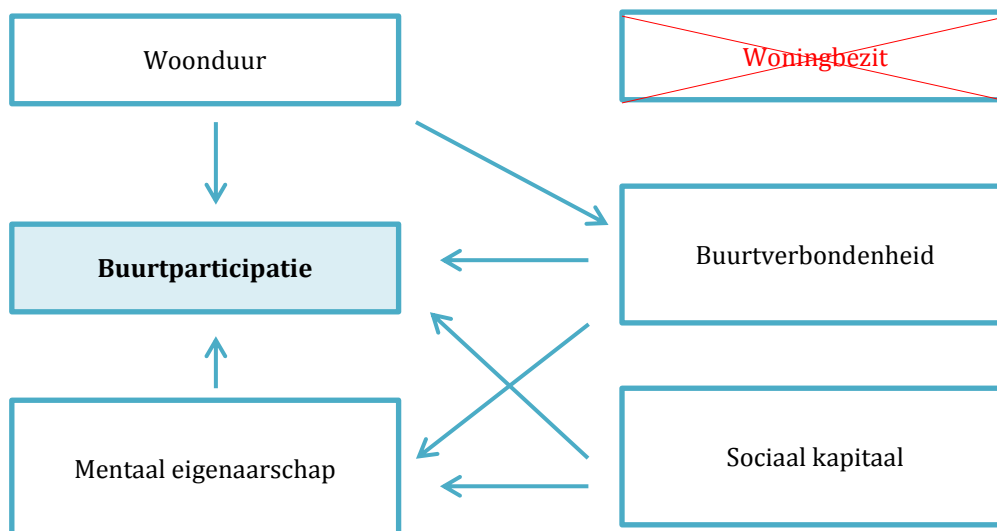 Woonduur
Woningbezit
Buurtparticipatie
Buurtverbondenheid
Mentaal eigenaarschap
Sociaal kapitaal